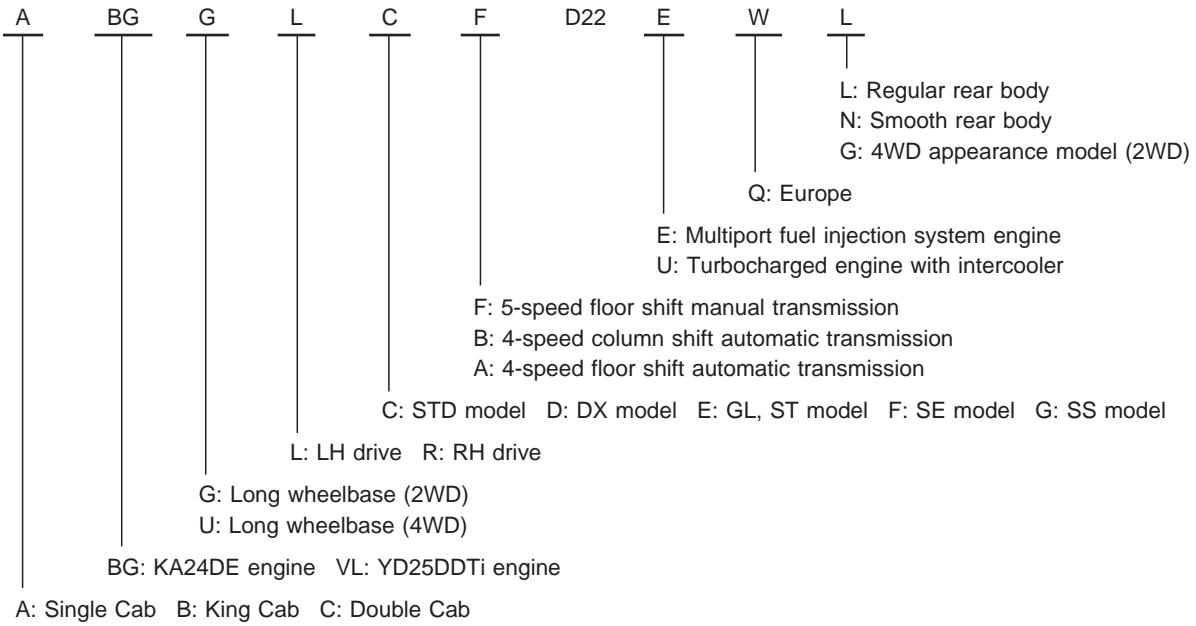 A BG G L C F D22 E W L
L: Regular rear body
N: Smooth rear body
G: 4WD appearance model (2WD)
Q: Europe
E: Multiport fuel injection system engine
U: Turbocharged engine with intercooler
F: 5-speed floor shift manual transmission
B: 4-speed column shift automatic transmission
A: 4-speed floor shift automatic transmission
C: STD model D: DX model E: GL, ST model F: SE model G: SS model
L: LH drive R: RH drive
G: Long wheelbase (2WD)
U: Long wheelbase (4WD)
BG: KA24DE engine VL: YD25DDTi engine
A: Single Cab B: King Cab C: Double Cab